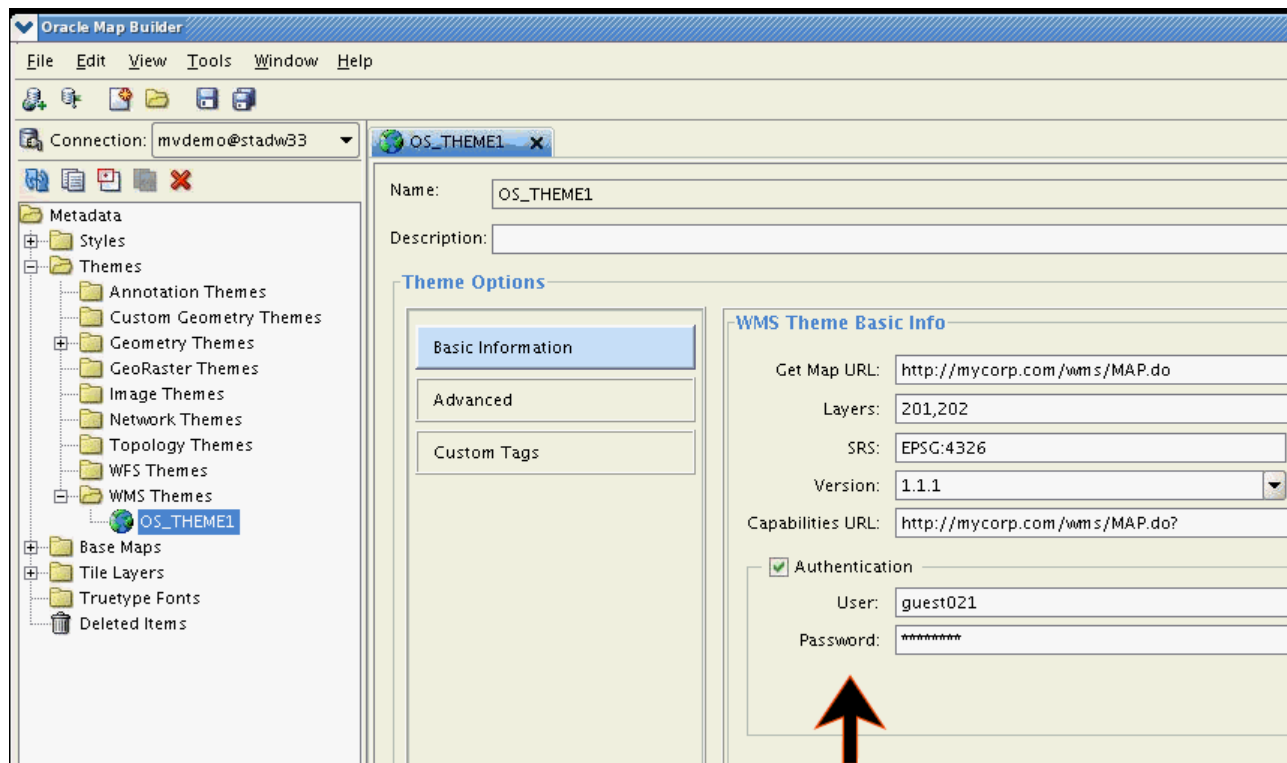 Oracle Map Builder
File Edit View Tools Window Help
Connection: mvdemo@stadw33
OS_THEME1
Metadata
Styles
Themes
Annotation Themes
Custom Geometry Themes
Geometry Themes
GeoRaster Themes
Image Themes
Network Themes
Topology Themes
WFS Themes
WMS Themes
OS_THEME1
Base Maps
Tile Layers
Truetype Fonts
Deleted Items
Name: OS_THEME1
Description:
Theme Options
Basic Information
Advanced
Custom Tags
WMS Theme Basic Info
Get Map URL: http://mycorp.com/wms/MAP.do
Layers: 201,202
SRS: EPSG:4326
Version: 1.1.1
Capabilities URL: http://mycorp.com/wms/MAP.do?
Authentication
User: guest021
Password: ********